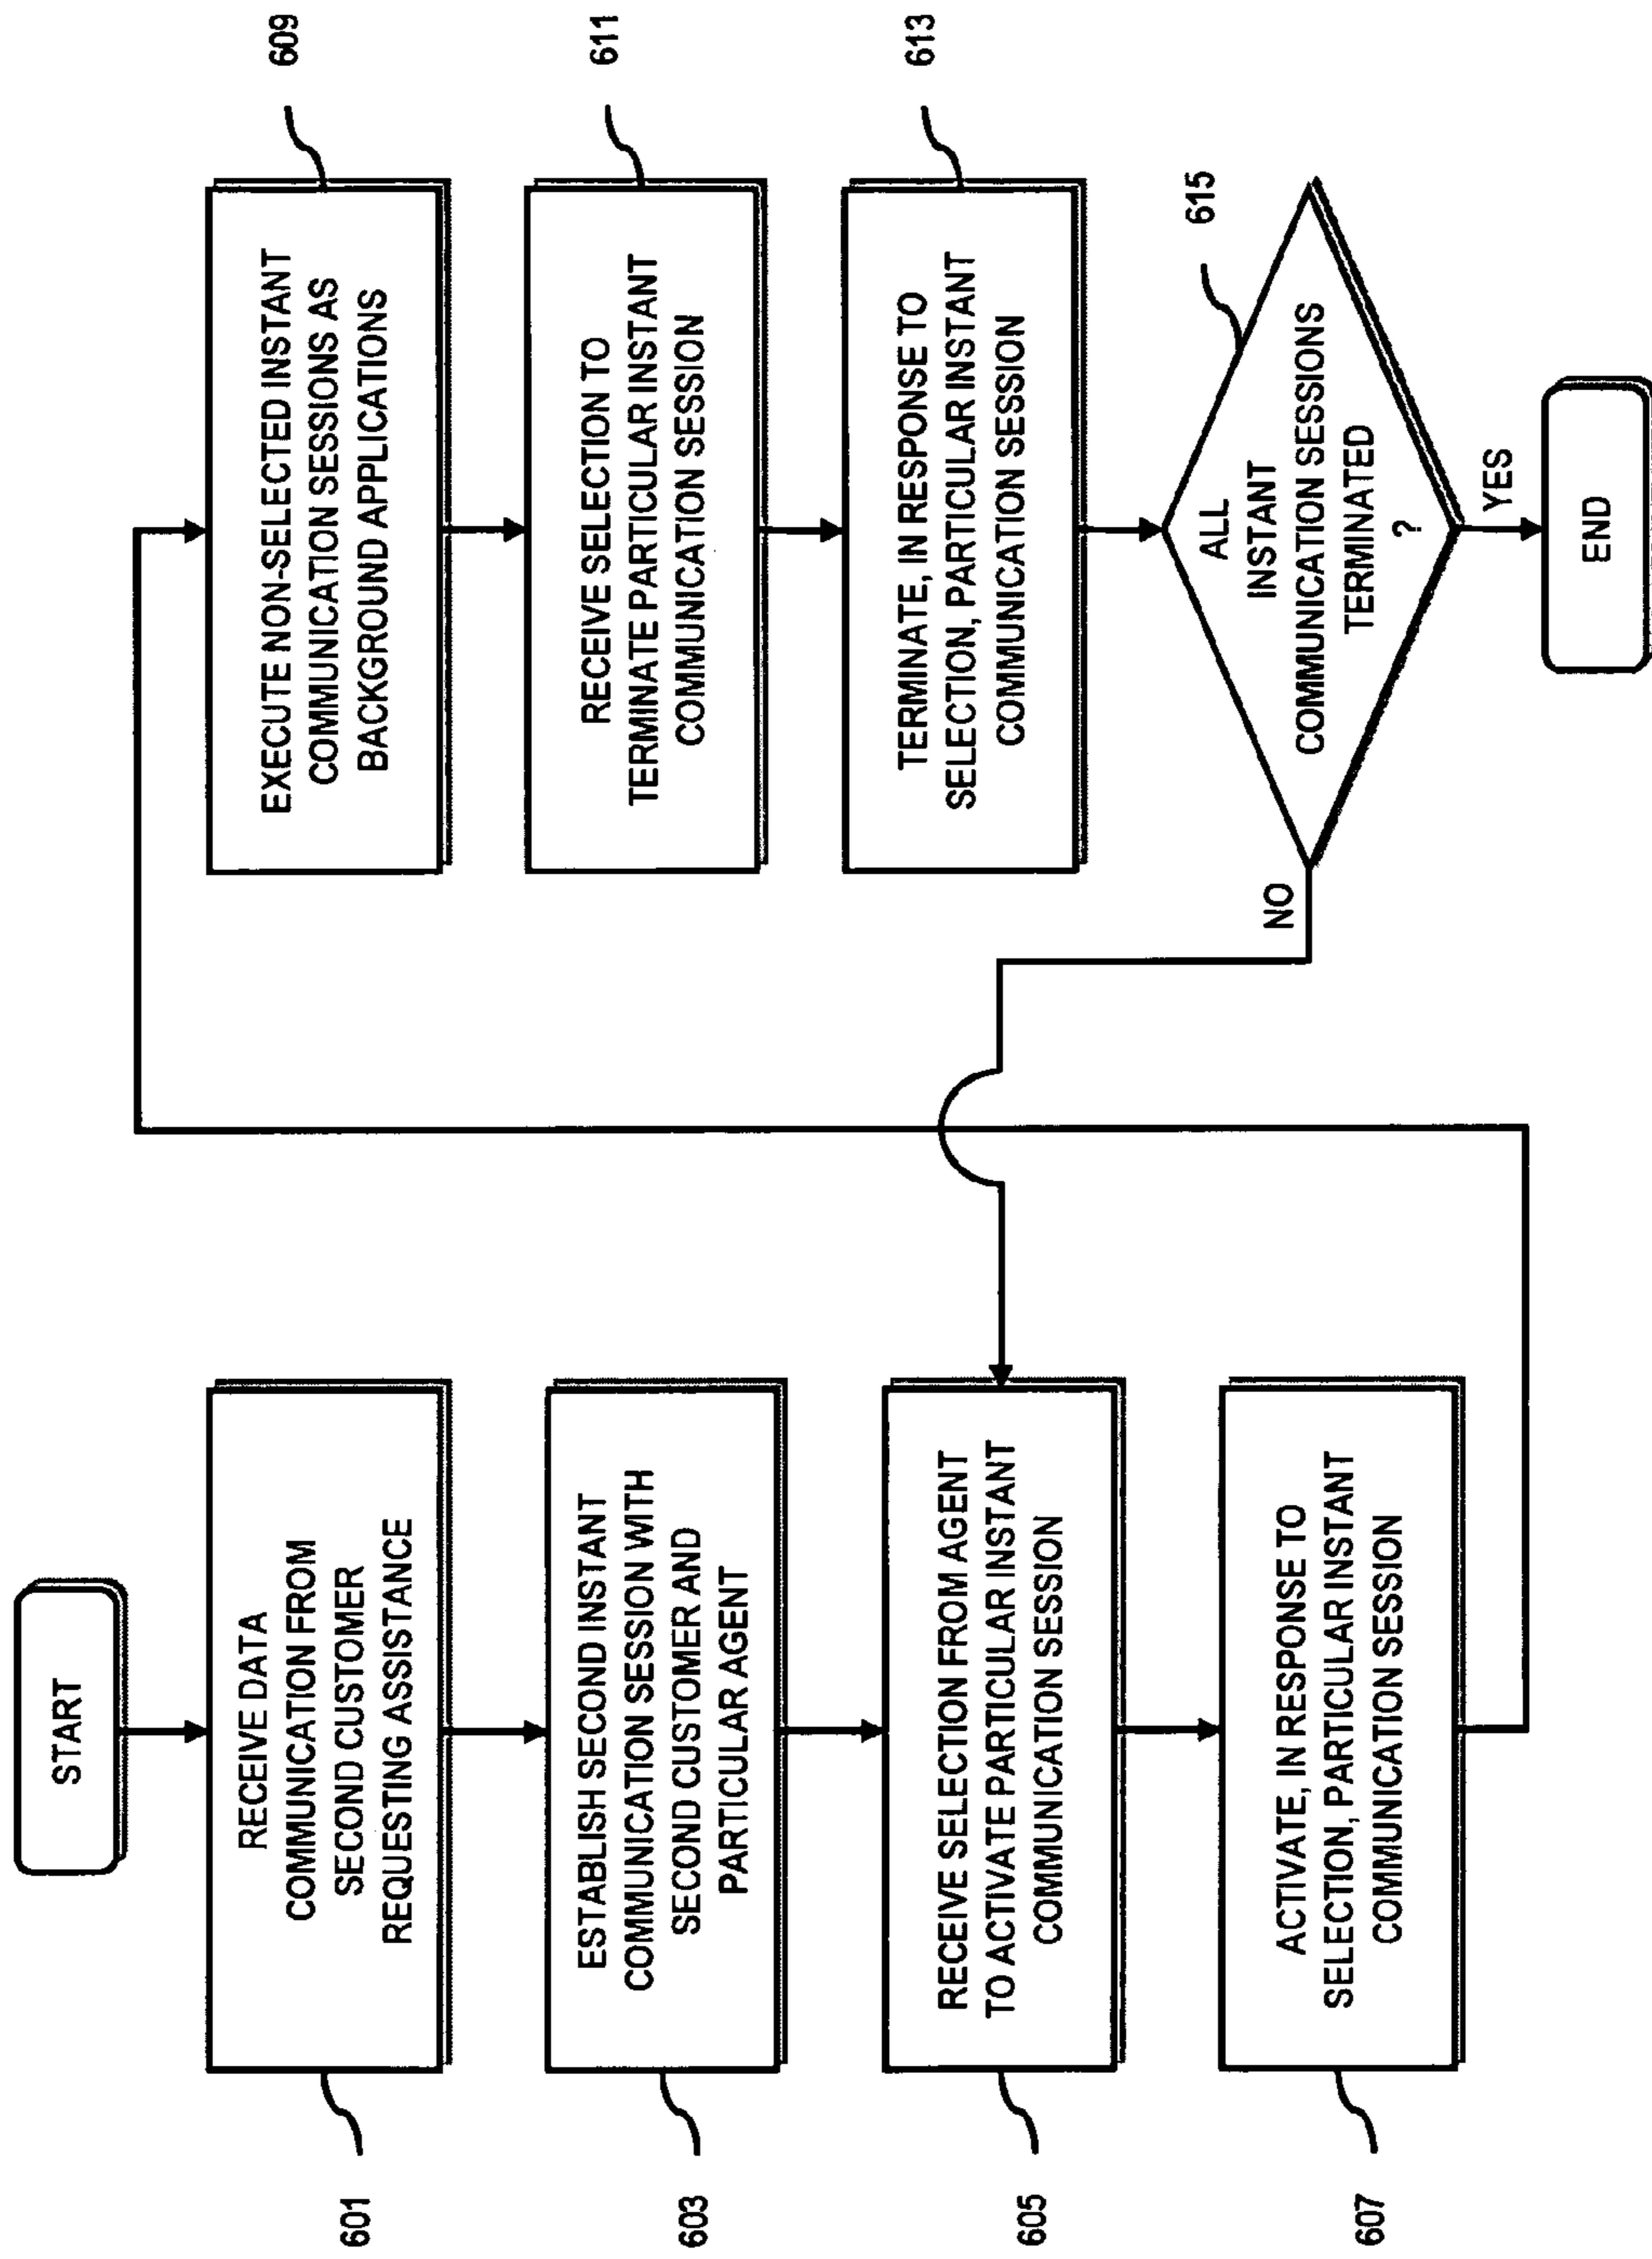 START
RECEIVE DATA
COMMUNICATION FROM
SECOND CUSTOMER
REQUESTING ASSISTANCE
601
ESTABLISH SECOND INSTANT
COMMUNICATION SESSION WITH
SECOND CUSTOMER AND
PARTICULAR AGENT
603
RECEIVE SELECTION FROM AGENT
TO ACTIVATE PARTICULAR INSTANT
COMMUNICATION SESSION
605
ACTIVATE, IN RESPONSE TO
SELECTION, PARTICULAR INSTANT
COMMUNICATION SESSION
607
EXECUTE NON-SELECTED INSTANT
COMMUNICATION SESSIONS AS
BACKGROUND APPLICATIONS
609
RECEIVE SELECTION TO
TERMINATE PARTICULAR INSTANT
COMMUNICATION SESSION
611
TERMINATE, IN RESPONSE TO
SELECTION, PARTICULAR INSTANT
COMMUNICATION SESSION
613
ALL
INSTANT
COMMUNICATION SESSIONS
TERMINATED
?
615
NO
YES
END